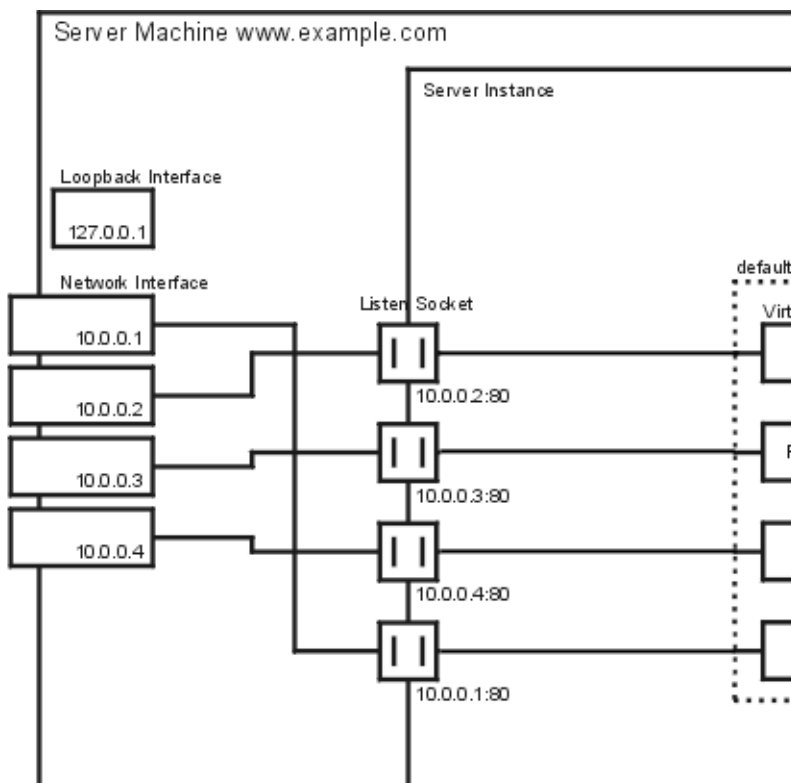 Server Machine www.example.com
Server Instance
Loopback Interface
127.0.0.1
default
Network Interface
Listen Socket
Virt
10.0.0.1
10.0.0.2:80
10.0.0.2
10.0.0.3
10.0.0.3:80
10.0.0.4
10.0.0.4:80
10.0.0.1:80